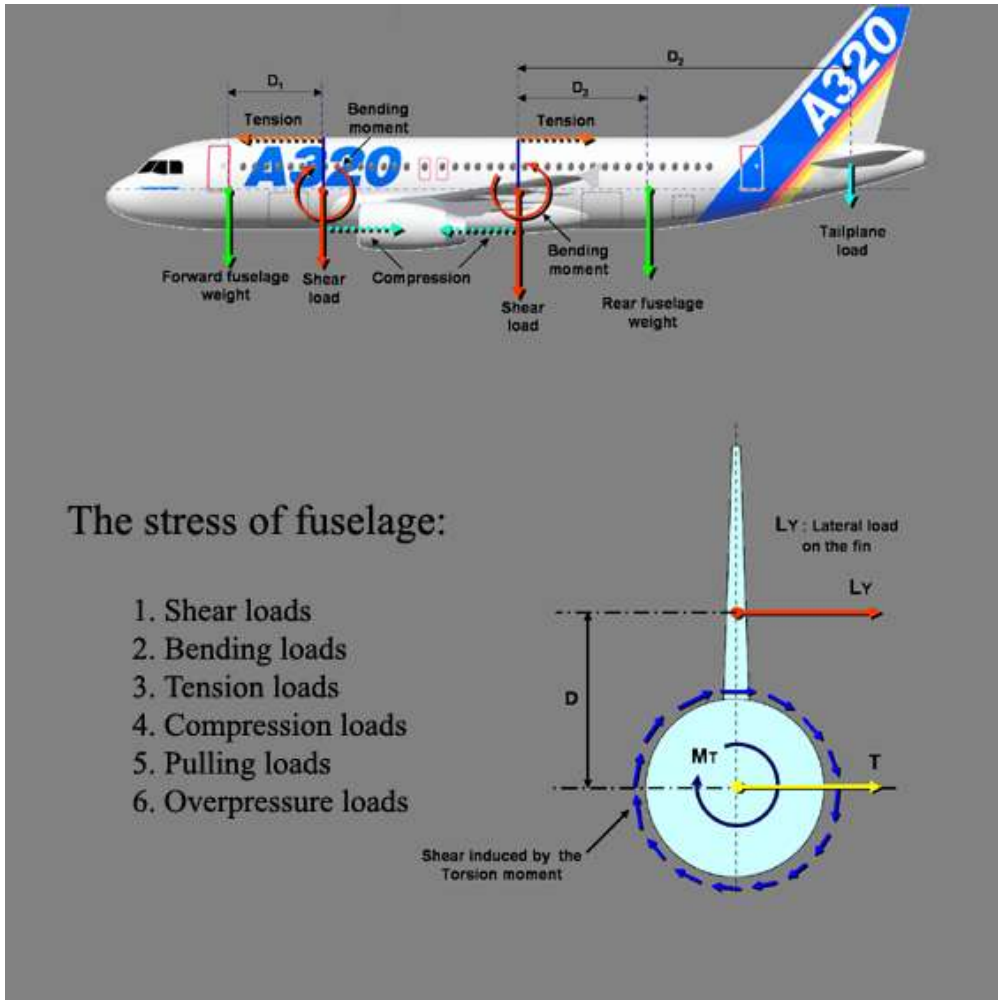 D2
D1
D3
A320
Tension
Bending
moment
Tension
A320
Tailplane
load
Forward fuselage
weight
Shear
load
Compression
Bending
moment
Shear
load
Rear fuselage
weight
The stress of fuselage:
1. Shear loads
2. Bending loads
3. Tension loads
4. Compression loads
5. Pulling loads
6. Overpressure loads
LY : Lateral load
on the fin
LY
D
MT
T
Shear induced by the
Torsion moment